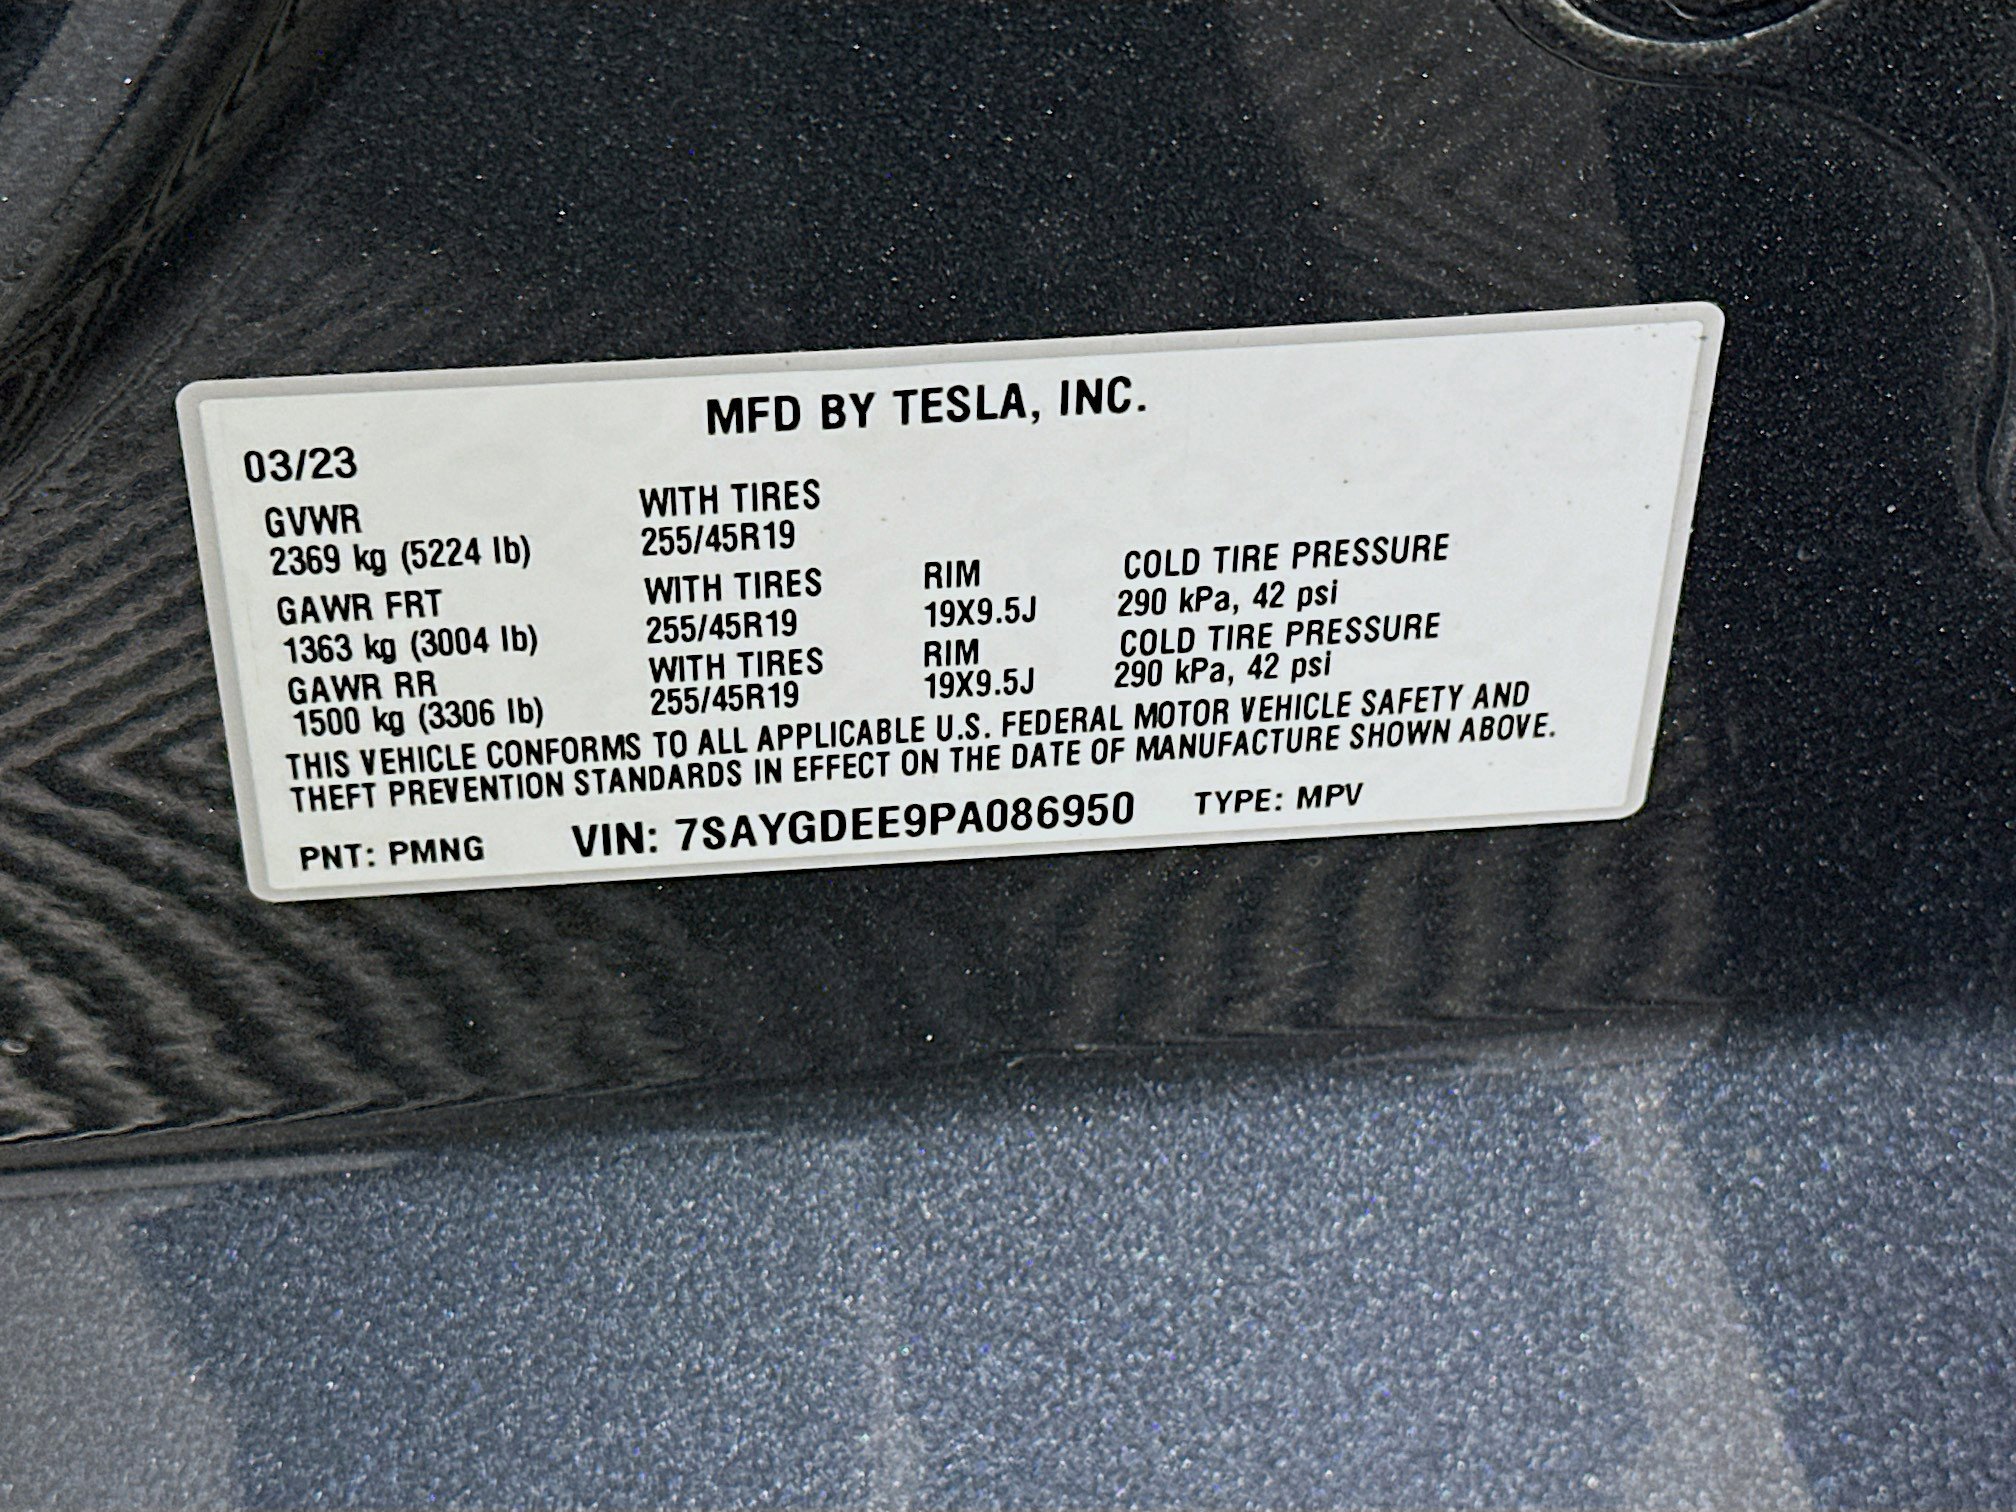 MFD BY TESLA, INC.
03/23
GVWR WITH TIRES
2369 kg (5224 lb) 255/45R19
GAWR FRT WITH TIRES RIM COLD TIRE PRESSURE
1363 kg (3004 lb) 255/45R19 19X9.5J 290 kPa, 42 psi
GAWR RR WITH TIRES RIM COLD TIRE PRESSURE
1500 kg (3306 lb) 255/45R19 19X9.5J 290 kPa, 42 psi
THIS VEHICLE CONFORMS TO ALL APPLICABLE U.S. FEDERAL MOTOR VEHICLE SAFETY AND
THEFT PREVENTION STANDARDS IN EFFECT ON THE DATE OF MANUFACTURE SHOWN ABOVE.
PNT: PMNG VIN: 7SAYGDEE9PA086950 TYPE: MPV